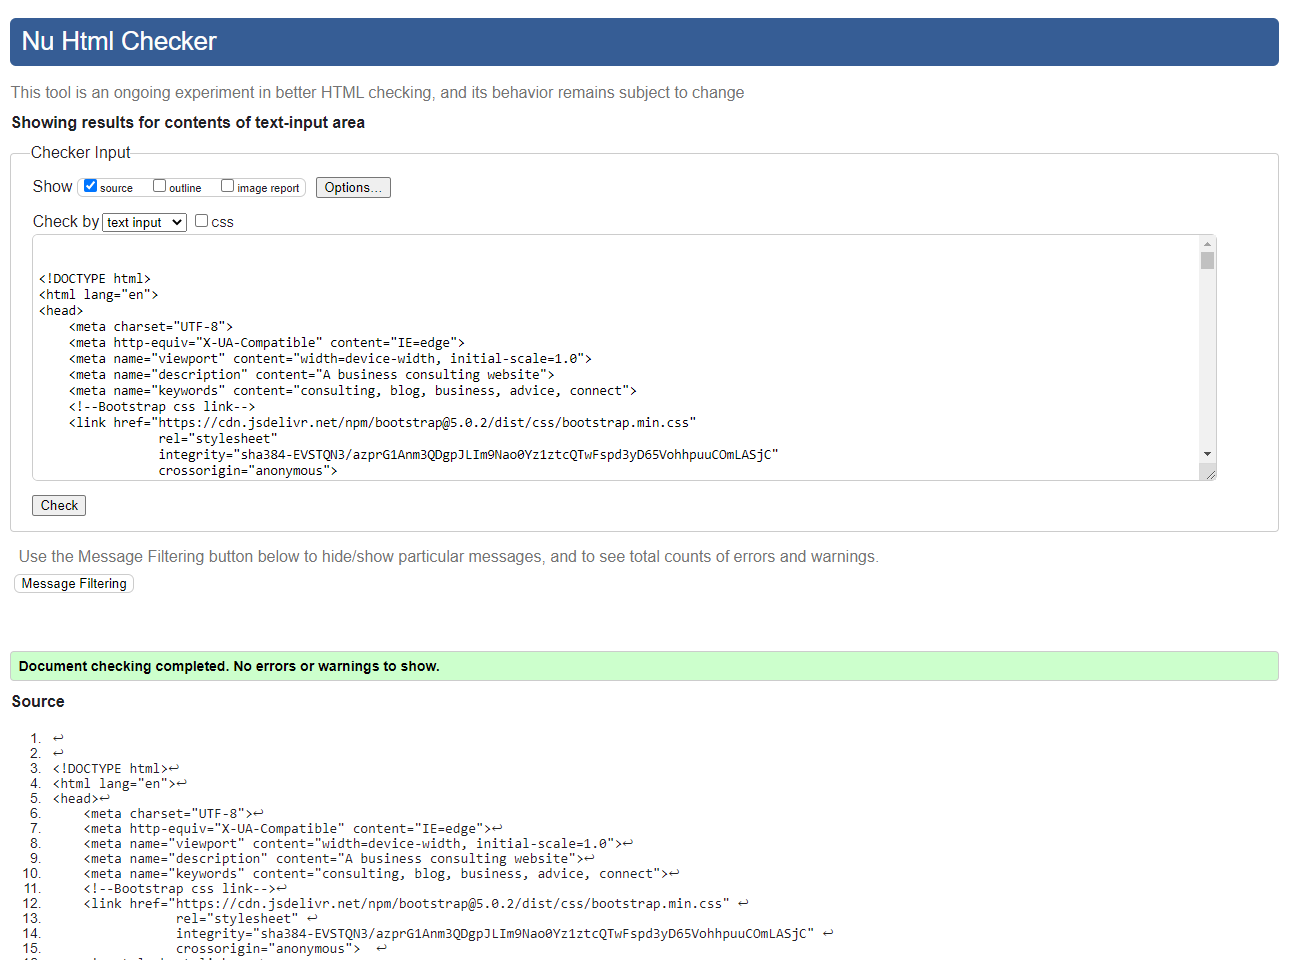 Nu Html Checker
This tool is an ongoing experiment in better HTML checking, and its behavior remains subject to change
Showing results for contents of text-input area
Checker Input
Show source outline image report Options...
Check by text input css
<!DOCTYPE html>
<html lang="en">
<head>
<meta charset="UTF-8">
<meta http-equiv="X-UA-Compatible" content="IE=edge">
<meta name="viewport" content="width=device-width, initial-scale=1.0">
<meta name="description" content="A business consulting website">
<meta name="keywords" content="consulting, blog, business, advice, connect">
<!--Bootstrap css link-->
<link href="https://cdn.jsdelivr.net/npm/bootstrap@5.0.2/dist/css/bootstrap.min.css"
rel="stylesheet"
integrity="sha384-EVSTQN3/azprG1Anm3QDgpJLIm9Nao0Yz1ztcQTwFspd3yD65VohhpuuCOmLASjC"
crossorigin="anonymous">
Check
Use the Message Filtering button below to hide/show particular messages, and to see total counts of errors and warnings.
Message Filtering
Document checking completed. No errors or warnings to show.
Source
1. ↩
2. ↩
3. <!DOCTYPE html>↩
4. <html lang="en">↩
5. <head>↩
6. <meta charset="UTF-8">↩
7. <meta http-equiv="X-UA-Compatible" content="IE=edge">↩
8. <meta name="viewport" content="width=device-width, initial-scale=1.0">↩
9. <meta name="description" content="A business consulting website">↩
10. <meta name="keywords" content="consulting, blog, business, advice, connect">↩
11. <!--Bootstrap css link-->↩
12. <link href="https://cdn.jsdelivr.net/npm/bootstrap@5.0.2/dist/css/bootstrap.min.css" ↩
13. rel="stylesheet" ↩
14. integrity="sha384-EVSTQN3/azprG1Anm3QDgpJLIm9Nao0Yz1ztcQTwFspd3yD65VohhpuuCOmLASjC" ↩
15. crossorigin="anonymous"> ↩